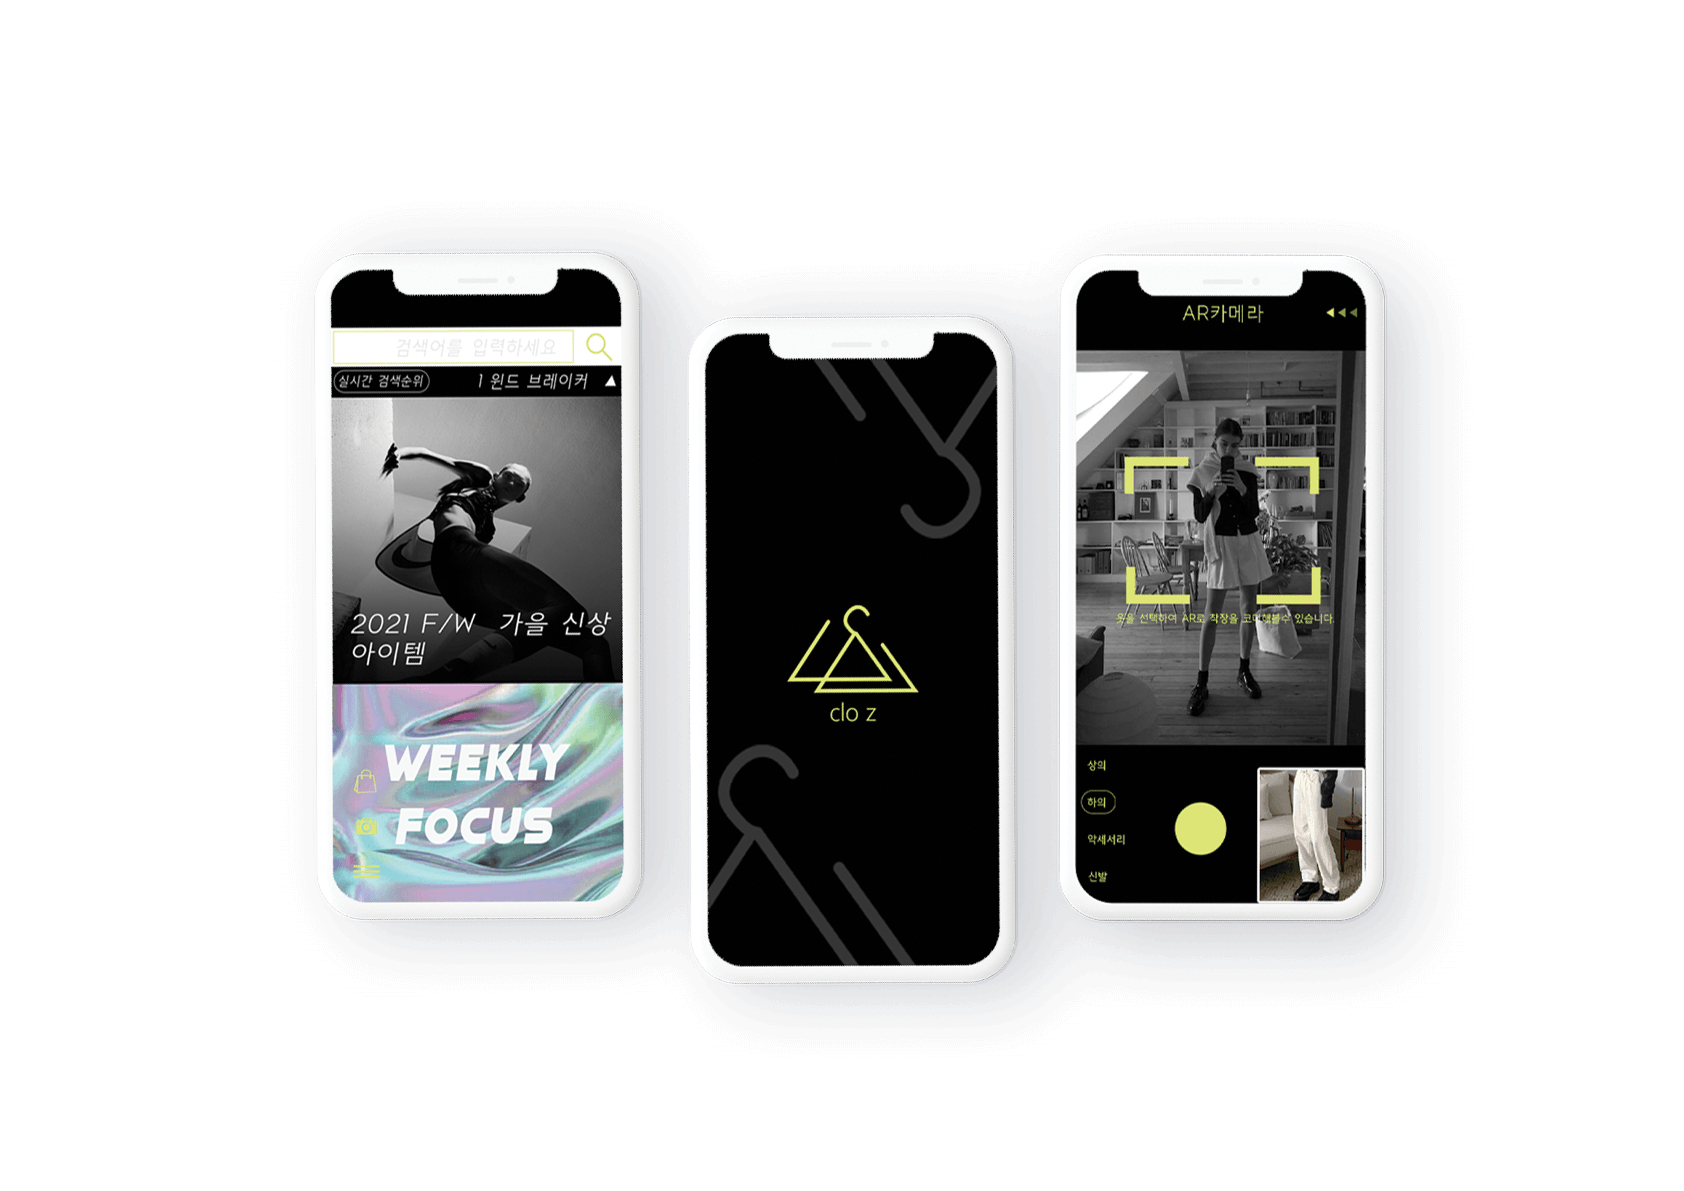 검색어를 입력하세요
실시간 검색순위
1 윈드 브레이커
2021 F/W 가을 신상
아이템
WEEKLY
FOCUS
clo z
AR카메라
옷을 선택하여 AR로 착장을 코디해볼수 있습니다.
상의
하의
악세서리
신발